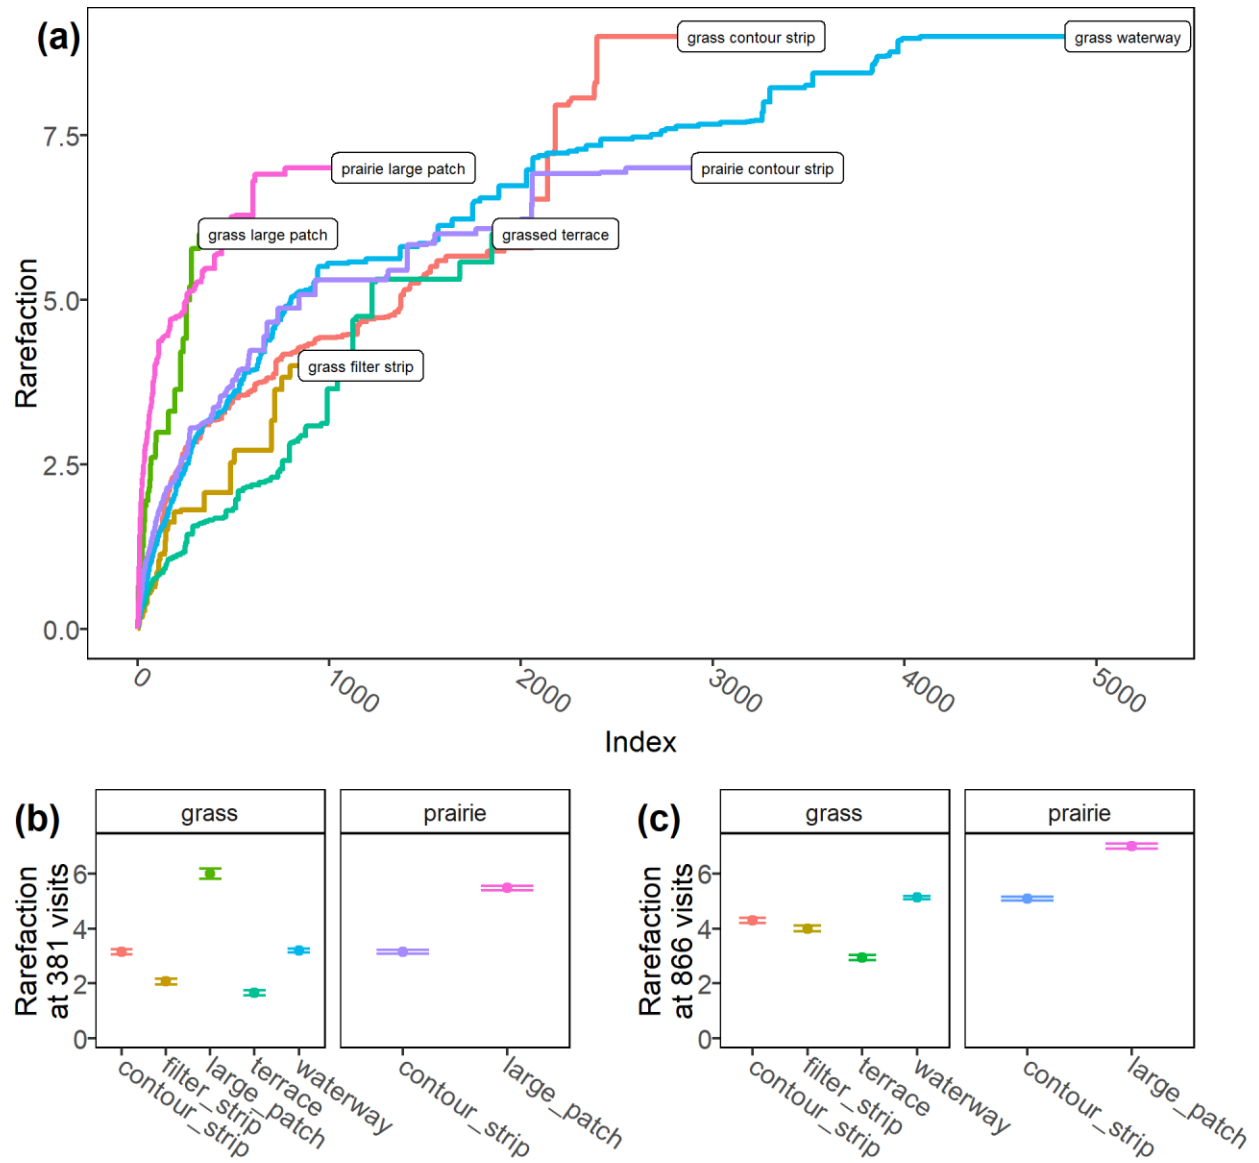 (a)
grass contour strip
grass waterway
prairie large patch
prairie contour strip
grass large patch
grassed terrace
grass filter strip
Rarefaction
7.5
5.0
2.5
0.0
0
1000
2000
3000
4000
5000
Index
(b)
grass
prairie
Rarefaction
at 381 visits
6
4
2
0
contour_strip
filter_strip
large_patch
terrace
waterway
contour_strip
large_patch
(c)
grass
prairie
Rarefaction
at 866 visits
6
4
2
0
contour_strip
filter_strip
terrace
waterway
contour_strip
large_patch